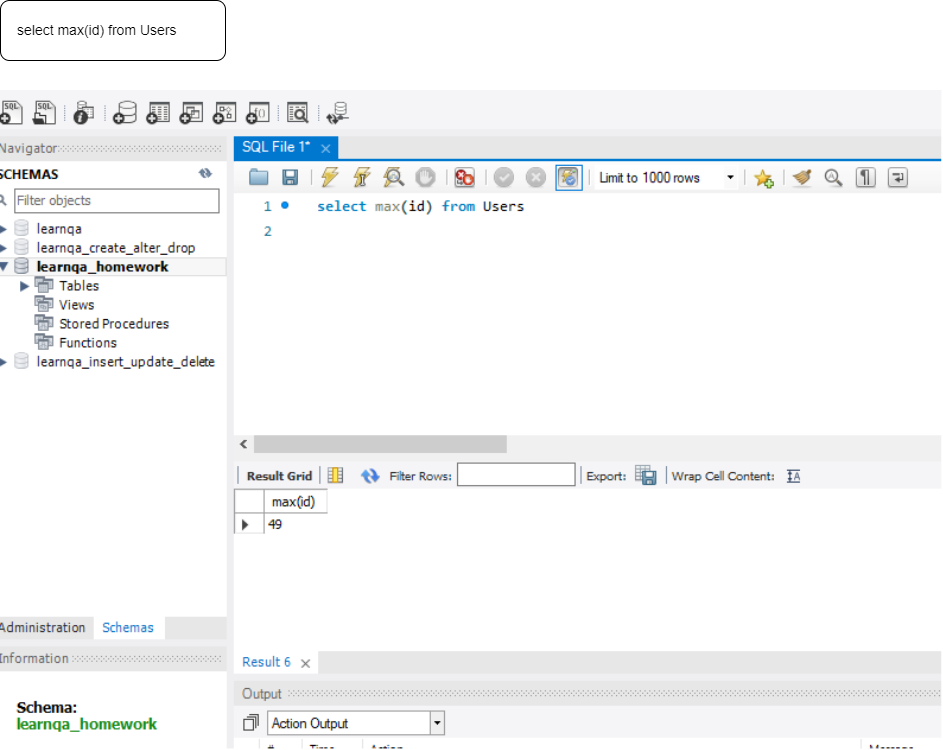 select max(id) from Users
SQL SQL
Navigator
SQL File 1*
SCHEMAS
Limit to 1000 rows
Filter objects
1 select max(id) from Users
2
learnqa
learnqa_create_alter_drop
learnqa_homework
Tables
Views
Stored Procedures
Functions
learnqa_insert_update_delete
Result Grid Filter Rows: Export: Wrap Cell Content:
max(id)
49
Administration Schemas
Information
Result 6
Output
Schema:
learnqa_homework
Action Output
# Time Action Message